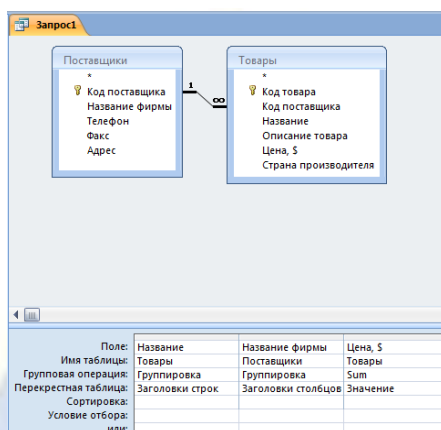 Запрос1
Поставщики
*
Код поставщика
Название фирмы
Телефон
Факс
Адрес
1
∞
Товары
*
Код товара
Код поставщика
Название
Описание товара
Цена, $
Страна производителя
Поле: Название Название фирмы Цена, $
Имя таблицы: Товары Поставщики Товары
Групповая операция: Группировка Группировка Sum
Перекрестная таблица: Заголовки строк Заголовки столбцов Значение
Сортировка:
Условие отбора:
или: